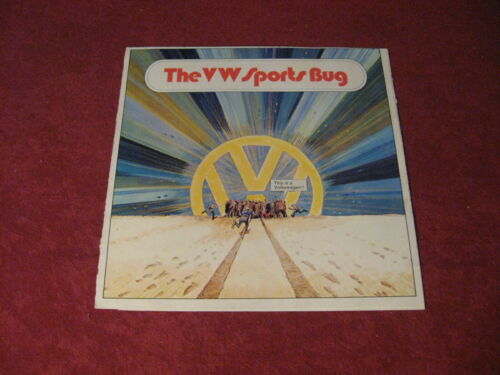 The VW Sports Bug
This is a
Volkswagen?